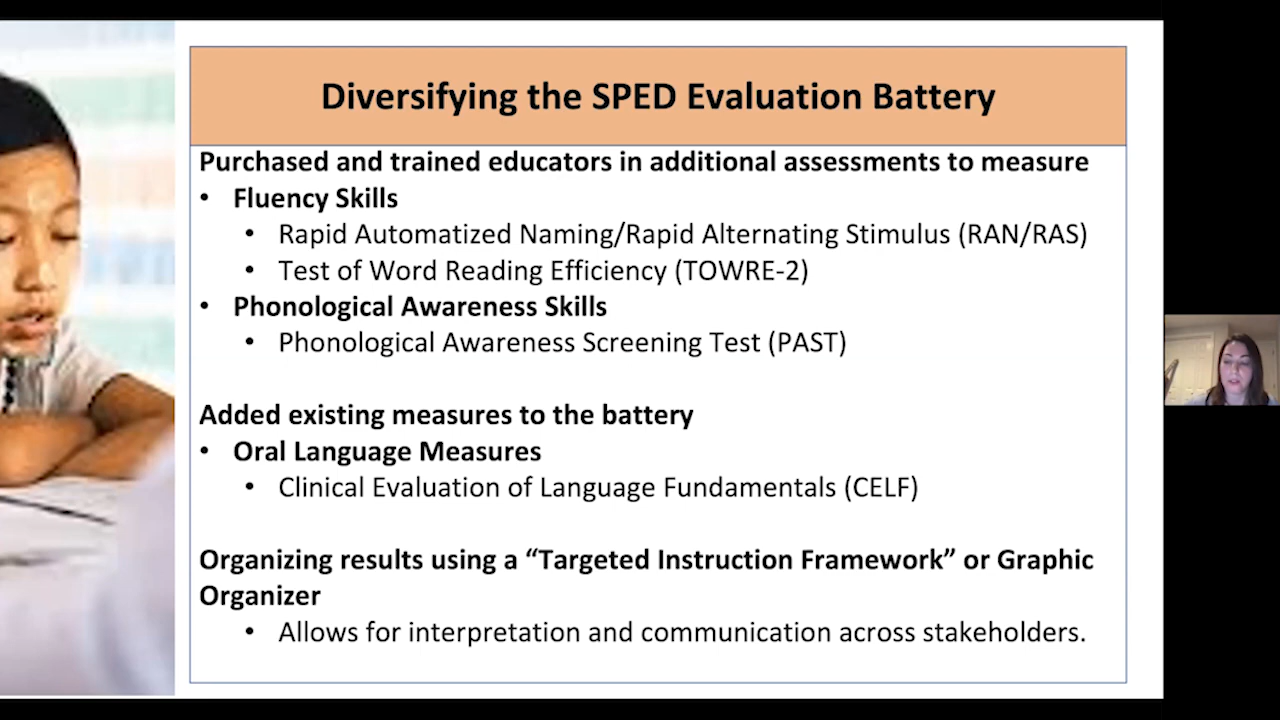 Diversifying the SPED Evaluation Battery
Purchased and trained educators in additional assessments to measure
• Fluency Skills
• Rapid Automatized Naming/Rapid Alternating Stimulus (RAN/RAS)
• Test of Word Reading Efficiency (TOWRE-2)
• Phonological Awareness Skills
• Phonological Awareness Screening Test (PAST)
Added existing measures to the battery
• Oral Language Measures
• Clinical Evaluation of Language Fundamentals (CELF)
Organizing results using a “Targeted Instruction Framework” or Graphic
Organizer
• Allows for interpretation and communication across stakeholders.